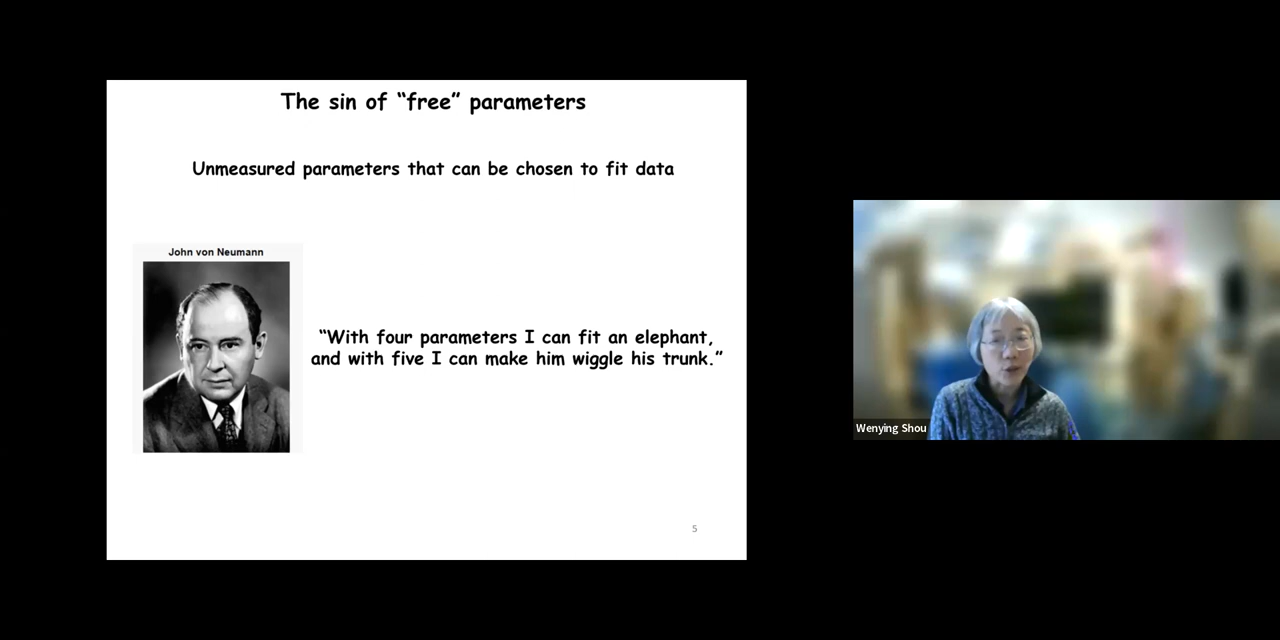 The sin of “free” parameters
Unmeasured parameters that can be chosen to fit data
John von Neumann
“With four parameters I can fit an elephant,
and with five I can make him wiggle his trunk.”
5
Wenying Shou